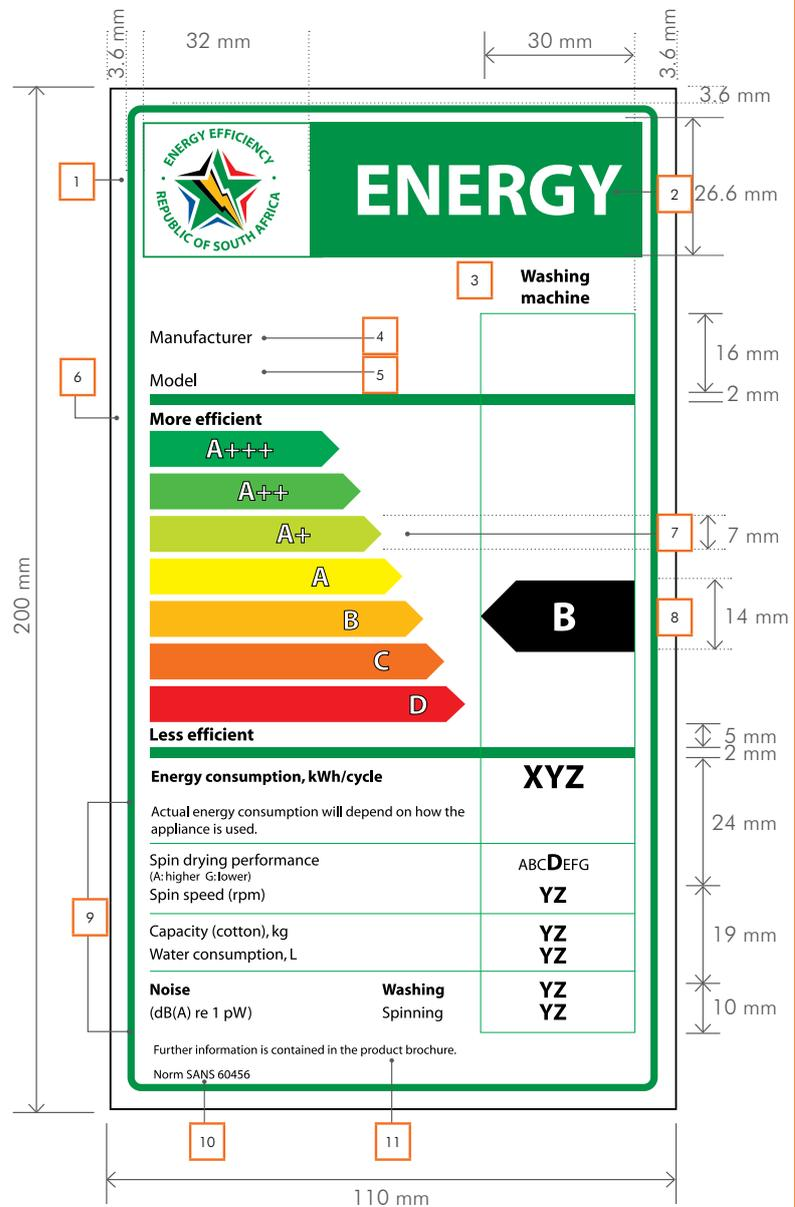 3.6 mm
32 mm
30 mm
3.6 mm
3.6 mm
ENERGY EFFICIENCY
REPUBLIC OF SOUTH AFRICA
ENERGY
1
2
26.6 mm
3
Washing
machine
Manufacturer
4
16 mm
6
Model
5
2 mm
More efficient
A+++
A++
A+
7
7 mm
A
200 mm
B
B
8
14 mm
C
D
Less efficient
5 mm
2 mm
Energy consumption, kWh/cycle
XYZ
Actual energy consumption will depend on how the
appliance is used.
24 mm
Spin drying performance
ABCDEFG
(A: higher G: lower)
Spin speed (rpm)
YZ
9
Capacity (cotton), kg
YZ
19 mm
Water consumption, L
YZ
Noise
Washing
YZ
(dB(A) re 1 pW)
Spinning
YZ
10 mm
Further information is contained in the product brochure.
Norm SANS 60456
10
11
110 mm